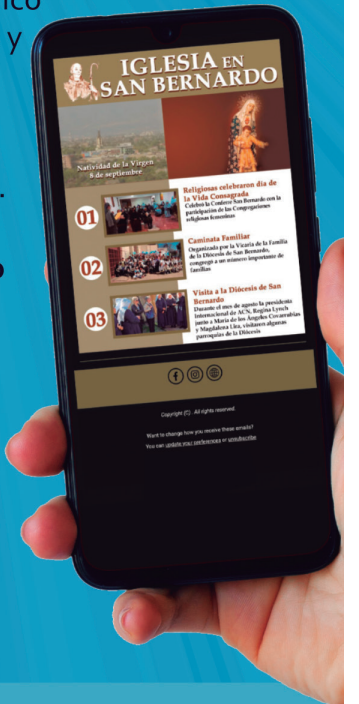 ico
y
.
o
IGLESIA EN
SAN BERNARDO
Natividad de la Virgen
8 de septiembre
01
Religiosas celebraron día de
la Vida Consagrada
Celebró la Conferre San Bernardo con la
participación de las Congregaciones
religiosas femeninas
02
Caminata Familiar
Organizada por la Vicaría de la Familia
de la Diócesis de San Bernardo,
congregó a un número importante de
familias
03
Visita a la Diócesis de San
Bernardo
Durante el mes de agosto la presidenta
internacional de ACN, Regina Lynch
junto a María de los Ángeles Covarrubias
y Magdalena Lira, visitaron algunas
parroquias de la Diócesis
Copyright (C) . All rights reserved.
Want to change how you receive these emails?
You can update your preferences or unsubscribe